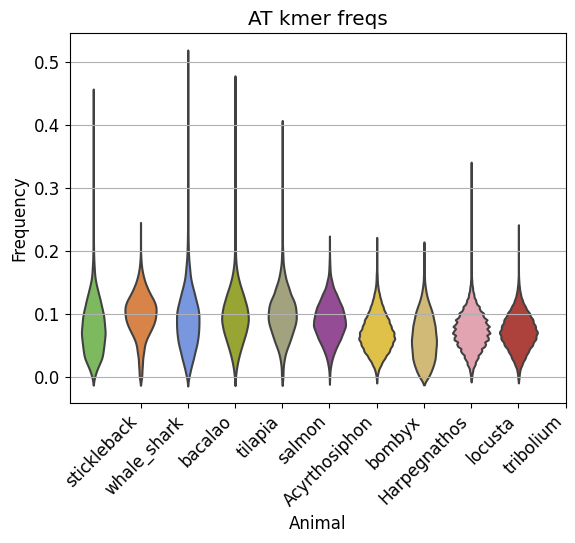 AT kmer freqs
Frequency
0.5
0.4
0.3
0.2
0.1
0.0
stickleback
whale_shark
bacalao
tilapia
salmon
Acyrthosiphon
bombyx
Harpegnathos
locusta
tribolium
Animal